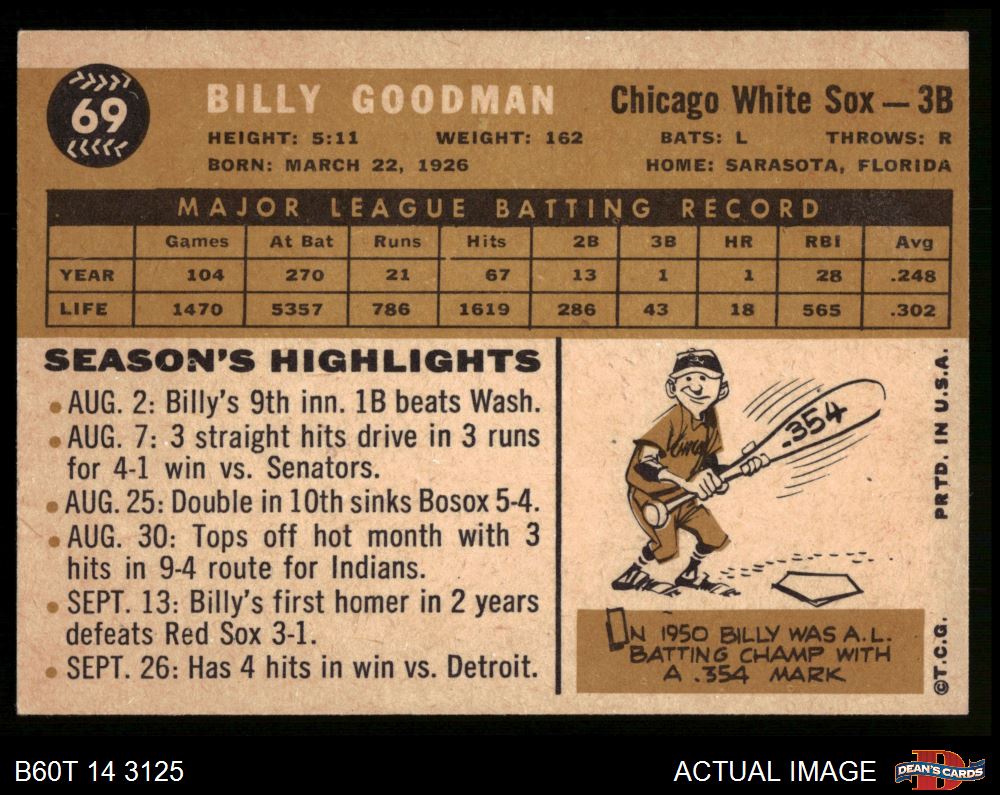 69
BILLY GOODMAN
Chicago White Sox — 3B
HEIGHT: 5:11 WEIGHT: 162 BATS: L THROWS: R
BORN: MARCH 22, 1926 HOME: SARASOTA, FLORIDA
MAJOR LEAGUE BATTING RECORD
Games At Bat Runs Hits 2B 3B HR RBI Avg
YEAR 104 270 21 67 13 1 1 28 .248
LIFE 1470 5357 786 1619 286 43 18 565 .302
SEASON'S HIGHLIGHTS
• AUG. 2: Billy's 9th inn. 1B beats Wash.
• AUG. 7: 3 straight hits drive in 3 runs
for 4-1 win vs. Senators.
• AUG. 25: Double in 10th sinks Bosox 5-4.
• AUG. 30: Tops off hot month with 3
hits in 9-4 route for Indians.
• SEPT. 13: Billy's first homer in 2 years
defeats Red Sox 3-1.
• SEPT. 26: Has 4 hits in win vs. Detroit.
.354
IN 1950 BILLY WAS A.L.
BATTING CHAMP WITH
A .354 MARK
©T.C.G. PRTD. IN U.S.A.
B60T 14 3125
ACTUAL IMAGE
DEAN'S CARDS